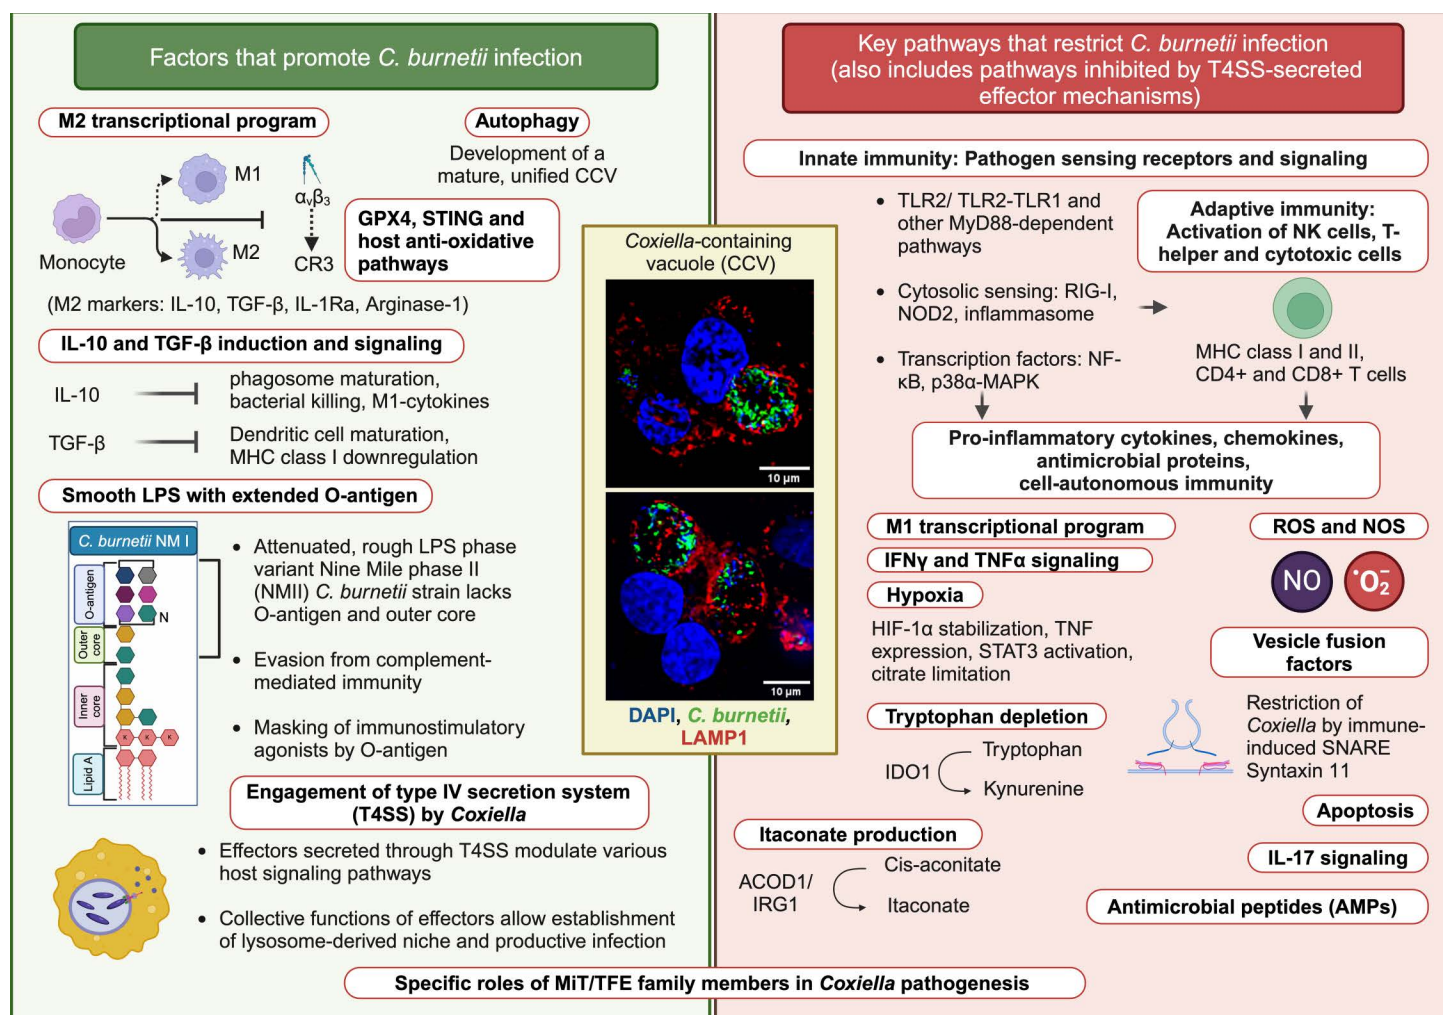 Factors that promote C. burnetii infection
M2 transcriptional program
M1
M2
Monocyte
αvβ3
CR3
(M2 markers: IL-10, TGF-β, IL-1Ra, Arginase-1)
Autophagy
Development of a
mature, unified CCV
GPX4, STING and
host anti-oxidative
pathways
IL-10 and TGF-β induction and signaling
IL-10
phagosome maturation,
bacterial killing, M1-cytokines
TGF-β
Dendritic cell maturation,
MHC class I downregulation
Smooth LPS with extended O-antigen
C. burnetii NM I
O-antigen
N
Outer
core
Inner
core
K K K
Lipid A
• Attenuated, rough LPS phase
variant Nine Mile phase II
(NMII) C. burnetii strain lacks
O-antigen and outer core
• Evasion from complement-
mediated immunity
• Masking of immunostimulatory
agonists by O-antigen
Engagement of type IV secretion system
(T4SS) by Coxiella
• Effectors secreted through T4SS modulate various
host signaling pathways
• Collective functions of effectors allow establishment
of lysosome-derived niche and productive infection
Coxiella-containing
vacuole (CCV)
10 μm
10 μm
DAPI, C. burnetii,
LAMP1
Key pathways that restrict C. burnetii infection
(also includes pathways inhibited by T4SS-secreted
effector mechanisms)
Innate immunity: Pathogen sensing receptors and signaling
• TLR2/ TLR2-TLR1 and
other MyD88-dependent
pathways
• Cytosolic sensing: RIG-I,
NOD2, inflammasome
• Transcription factors: NF-
κB, p38α-MAPK
Adaptive immunity:
Activation of NK cells, T-
helper and cytotoxic cells
MHC class I and II,
CD4+ and CD8+ T cells
Pro-inflammatory cytokines, chemokines,
antimicrobial proteins,
cell-autonomous immunity
M1 transcriptional program
IFNγ and TNFα signaling
Hypoxia
HIF-1α stabilization, TNF
expression, STAT3 activation,
citrate limitation
Tryptophan depletion
IDO1
Tryptophan
Kynurenine
Itaconate production
ACOD1/
IRG1
Cis-aconitate
Itaconate
ROS and NOS
NO
•O2−
Vesicle fusion
factors
Restriction of
Coxiella by immune-
induced SNARE
Syntaxin 11
Apoptosis
IL-17 signaling
Antimicrobial peptides (AMPs)
Specific roles of MiT/TFE family members in Coxiella pathogenesis